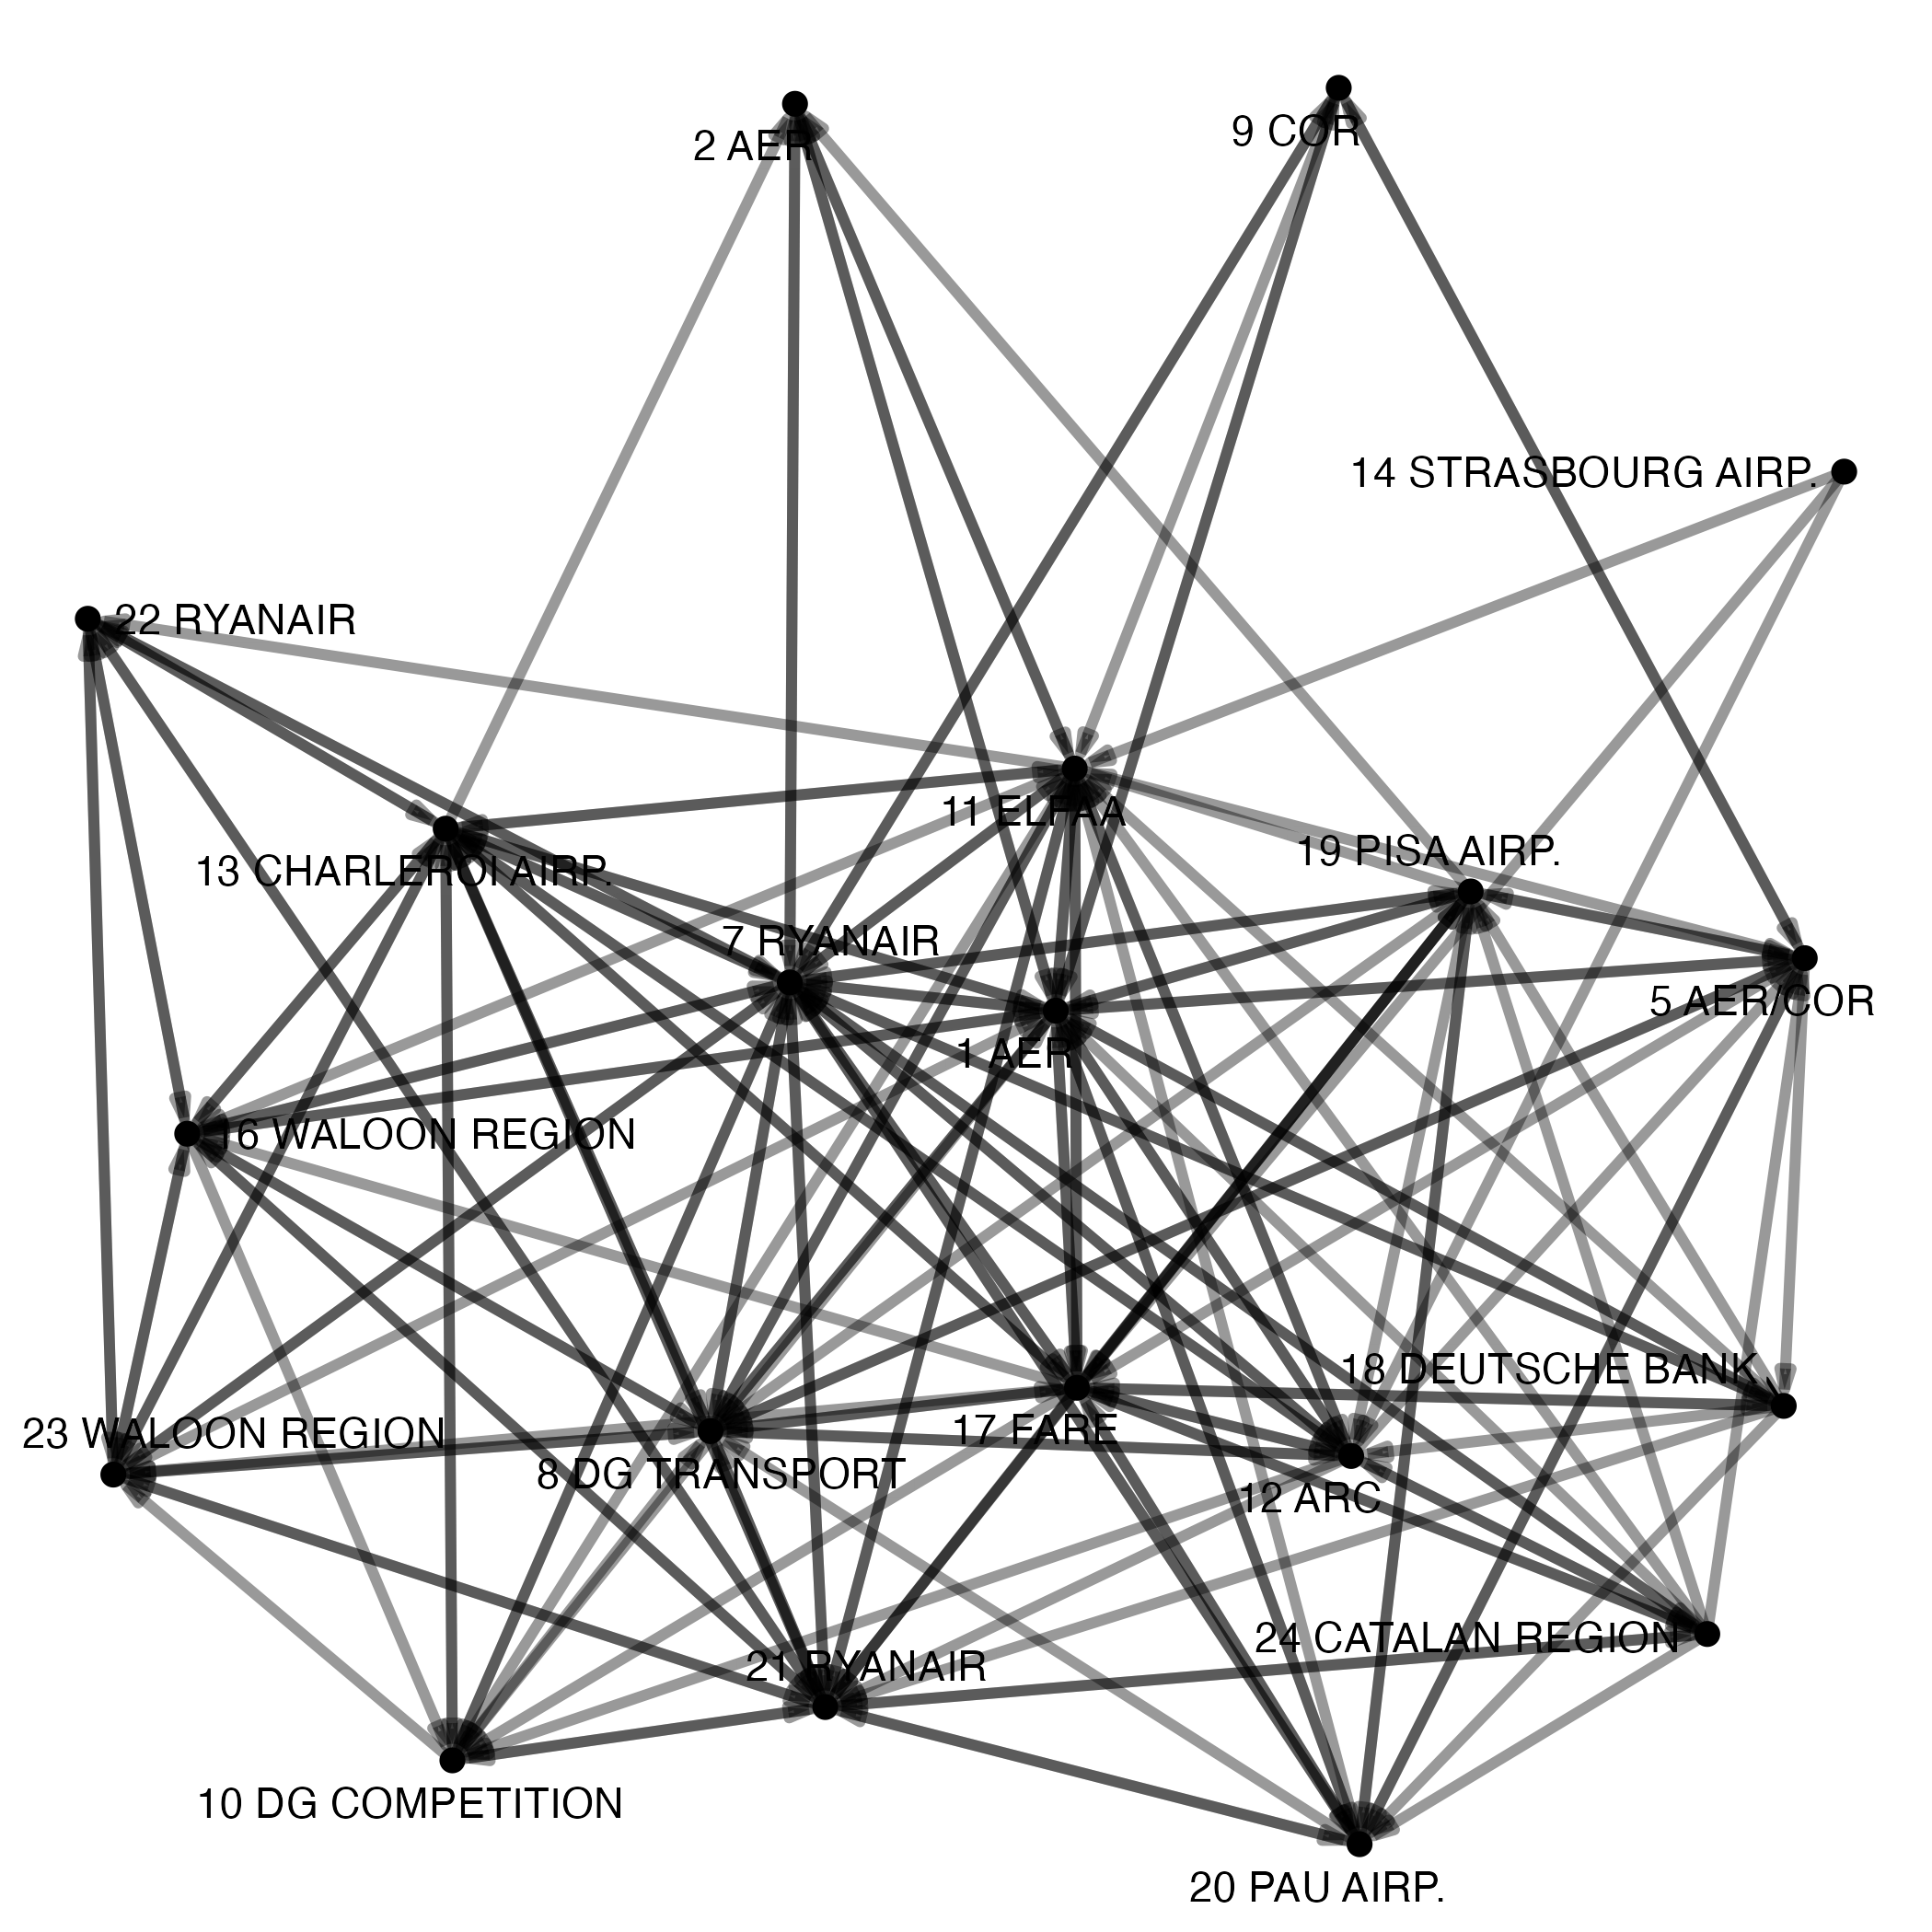 9 COR
2 AER
14 STRASBOURG AIRP.
22 RYANAIR
11 ELFAA
19 PISA AIRP.
13 CHARLEROI AIRP.
7 RYANAIR
5 AER/COR
1 AER
16 WALOON REGION
18 DEUTSCHE BANK
17 FARE
23 WALOON REGION
8 DG TRANSPORT
12 ARC
24 CATALAN REGION
21 RYANAIR
10 DG COMPETITION
20 PAU AIRP.